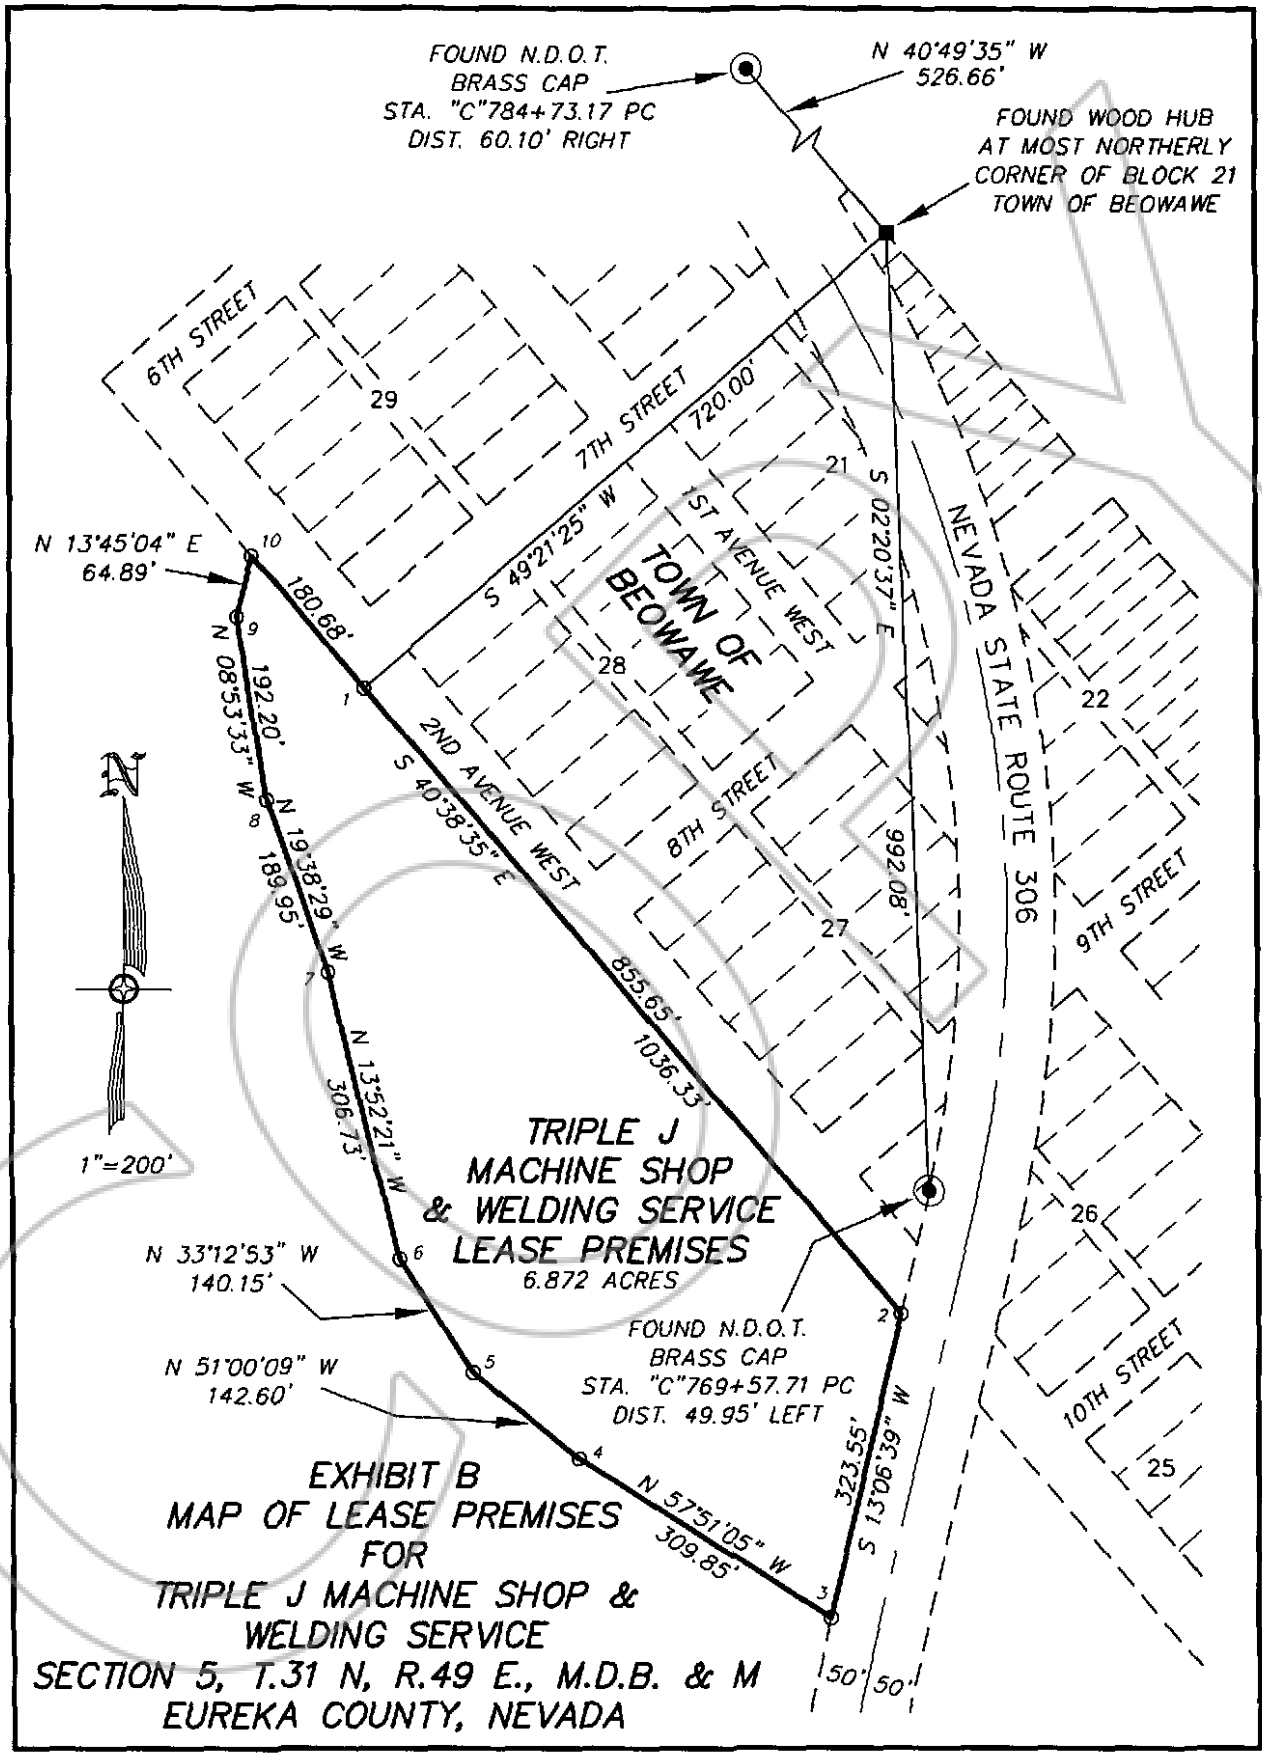 FOUND N.D.O.T.
BRASS CAP
STA. "C"784+73.17 PC
DIST. 60.10' RIGHT
N 40°49'35" W
526.66'
FOUND WOOD HUB
AT MOST NORTHERLY
CORNER OF BLOCK 21
TOWN OF BEOWAWE
6TH STREET
29
7TH STREET
720.00'
S 49°21'25" W
21
1ST AVENUE WEST
S 02°20'37" E
992.08'
NEVADA STATE ROUTE 306
TOWN OF
BEOWAWE
28
22
N 13°45'04" E
64.89'
10
180.68'
9
192.20'
N 08°53'33" W
1
2ND AVENUE WEST
S 40°38'35" E
8TH STREET
8
N 19°38'29" W
189.95'
7
27
9TH STREET
855.65'
1036.33'
N
1"=200'
N 13°52'21" W
306.73'
TRIPLE J
MACHINE SHOP
& WELDING SERVICE
LEASE PREMISES
6.872 ACRES
26
N 33°12'53" W
140.15'
6
2
FOUND N.D.O.T.
BRASS CAP
STA. "C"769+57.71 PC
DIST. 49.95' LEFT
10TH STREET
N 51°00'09" W
142.60'
5
323.55'
S 13°06'39" W
25
4
N 57°51'05" W
309.85'
3
50' 50'
EXHIBIT B
MAP OF LEASE PREMISES
FOR
TRIPLE J MACHINE SHOP &
WELDING SERVICE
SECTION 5, T.31 N, R.49 E., M.D.B. & M
EUREKA COUNTY, NEVADA
COPY